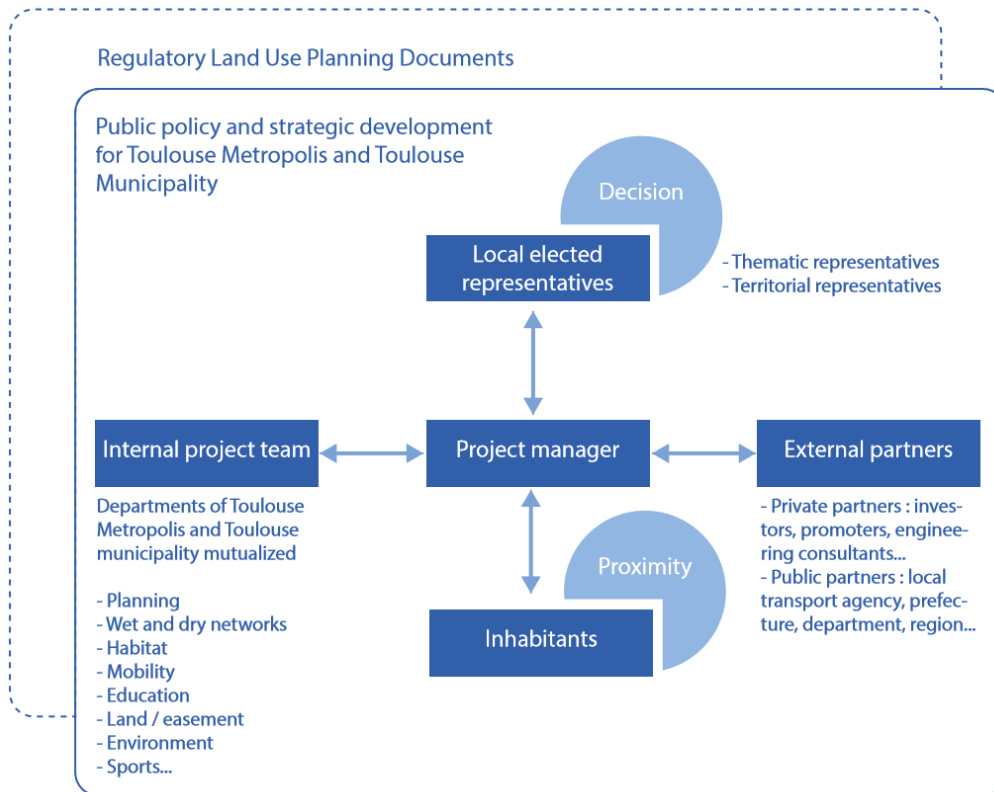 Regulatory Land Use Planning Documents
Public policy and strategic development
for Toulouse Metropolis and Toulouse
Municipality
Decision
Local elected
representatives
- Thematic representatives
- Territorial representatives
Internal project team
Project manager
External partners
Departments of Toulouse
Metropolis and Toulouse
municipality mutualized
- Planning
- Wet and dry networks
- Habitat
- Mobility
- Education
- Land / easement
- Environment
- Sports...
- Private partners : inves-
tors, promoters, enginee-
ring consultants...
- Public partners : local
transport agency, prefec-
ture, department, region...
Proximity
Inhabitants